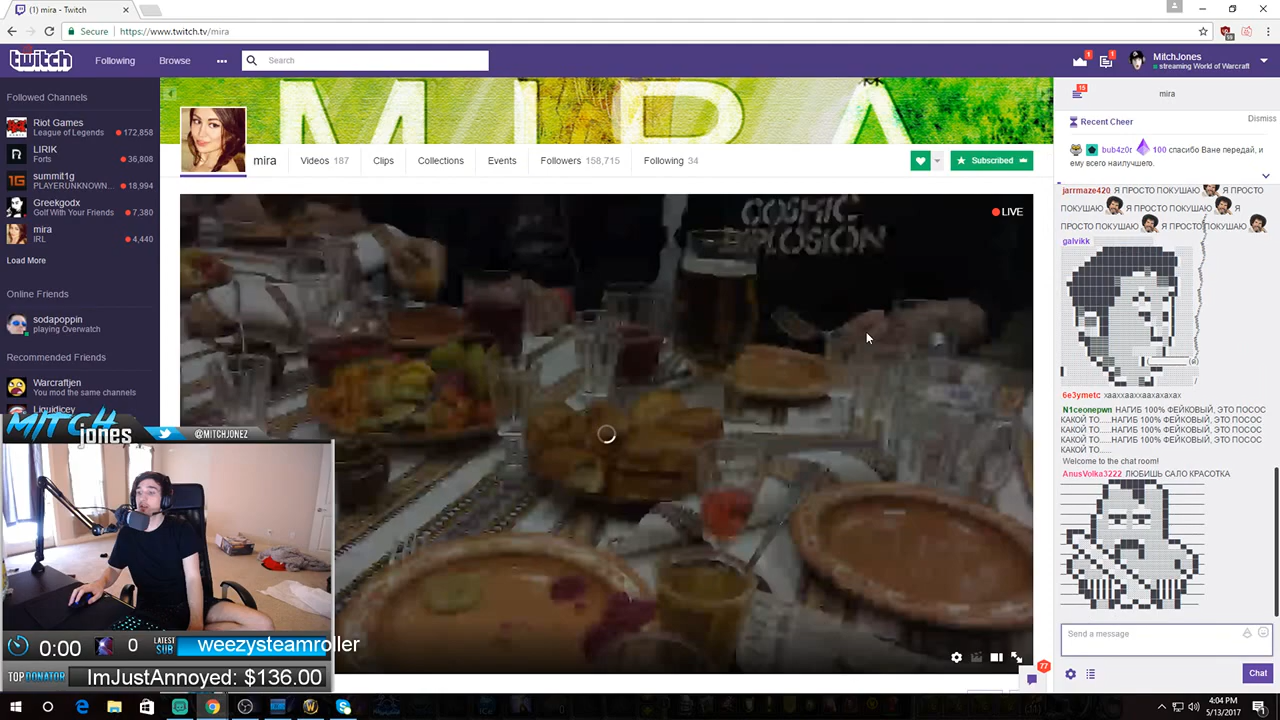 (1) mira - Twitch
Secure
https://www.twitch.tv/mira
twitch
Following
Browse
Search
MitchJones
streaming World of Warcraft
Followed Channels
Riot Games
League of Legends
172,858
LIRIK
Forts
36,808
summit1g
PLAYERUNKNOWN...
18,994
Greekgodx
Golf With Your Friends
7,380
mira
IRL
4,440
Load More
Online Friends
sodapoppin
playing Overwatch
Recommended Friends
Warcraftjen
You mod the same channels
Liquidicey
MIRA
mira
Videos 187
Clips
Collections
Events
Followers 158,715
Following 34
Subscribed
COSMIC
EXPLOSION
LIVE
15
mira
Recent Cheer
Dismiss
bub4z0r 100 спасибо Ване передай, и
ему всего наилучшего.
jarrmaze420 Я ПРОСТО ПОКУШАЮ Я ПРОСТО
ПОКУШАЮ Я ПРОСТО ПОКУШАЮ Я
ПРОСТО ПОКУШАЮ Я ПРОСТО ПОКУШАЮ
galvikk
6e3ymetc хааххааххаахахахах
N1ceonepwn НАГИБ 100% ФЕЙКОВЫЙ, ЭТО ПОСОС
КАКОЙ ТО......НАГИБ 100% ФЕЙКОВЫЙ, ЭТО ПОСОС
КАКОЙ ТО......НАГИБ 100% ФЕЙКОВЫЙ, ЭТО ПОСОС
КАКОЙ ТО......НАГИБ 100% ФЕЙКОВЫЙ, ЭТО ПОСОС
КАКОЙ ТО......
Welcome to the chat room!
AnusVolka3222 ЛЮБИШЬ САЛО КРАСОТКА
Send a message
77
Chat
MITCH
jones
@MITCHJONEZ
0:00
0
LATEST
SUB
weezysteamroller
TOP DONATOR
ImJustAnnoyed: $136.00
4:04 PM
5/13/2017